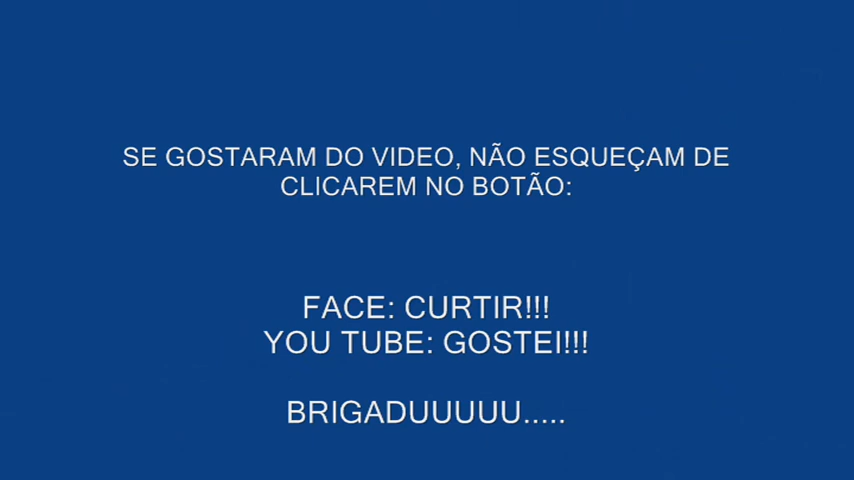 SE GOSTARAM DO VIDEO, NÃO ESQUEÇAM DE
CLICAREM NO BOTÃO:
FACE: CURTIR!!!
YOU TUBE: GOSTEI!!!
BRIGADUUUUU.....